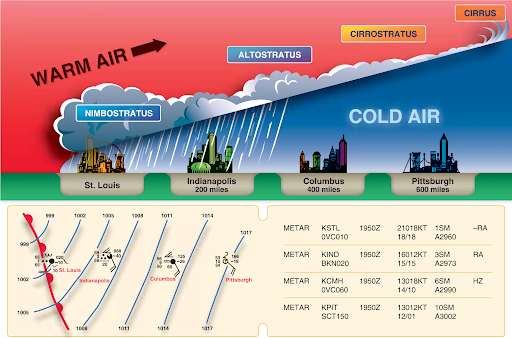 CIRRUS
CIRROSTRATUS
ALTOSTRATUS
WARM AIR
NIMBOSTRATUS
COLD AIR
St. Louis
Indianapolis
200 miles
Columbus
400 miles
Pittsburgh
600 miles
999 1002 1005 1008 1011 1014
1017
999
1002
1005
St. Louis
Indianapolis
Columbus
Pittsburgh
1008 1011 1014 1017
METAR KSTL 1950Z 21018KT 1SM –RA
0VC010 18/18 A2960
METAR KIND 1950Z 16012KT 3SM RA
BKN020 15/15 A2973
METAR KCMH 1950Z 13018KT 6SM HZ
0VC060 14/10 A2990
METAR KPIT 1950Z 13012KT 10SM
SCT150 12/01 A3002